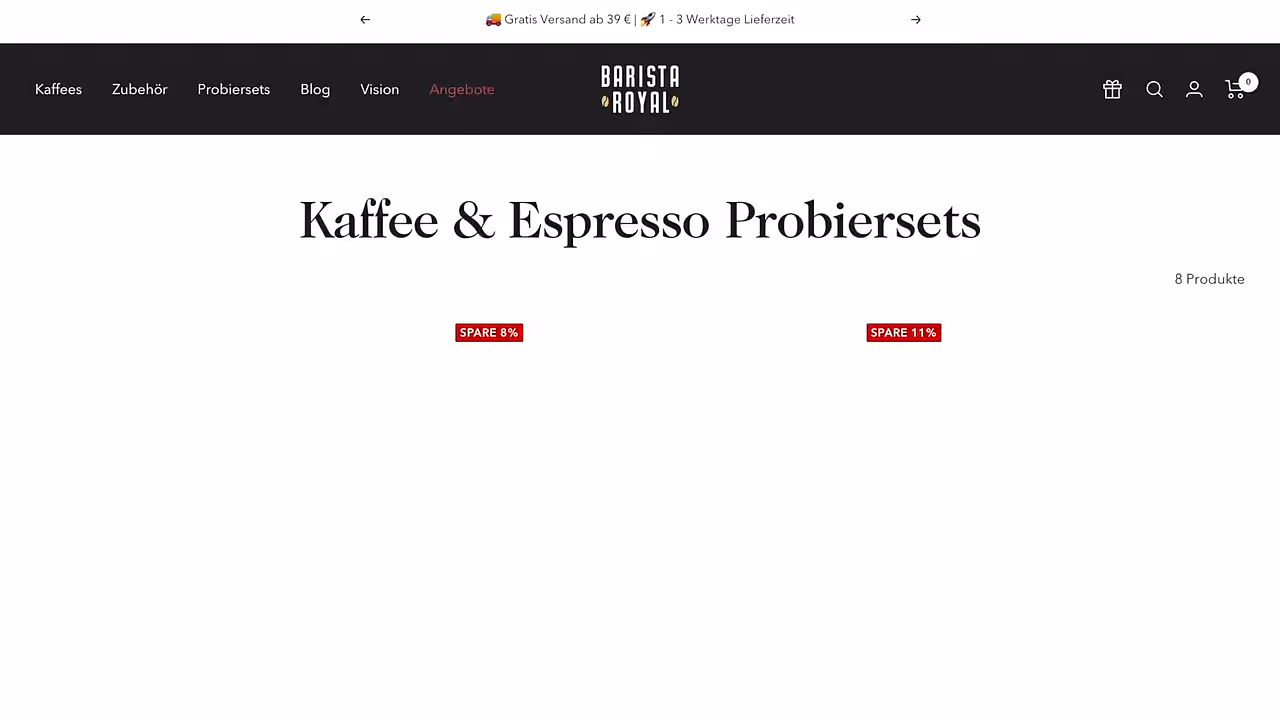 🚚 Gratis Versand ab 39 € | 🚀 1 - 3 Werktage Lieferzeit
Kaffees Zubehör Probiersets Blog Vision Angebote
BARISTA
ROYAL
0
Kaffee & Espresso Probiersets
8 Produkte
SPARE 8% SPARE 11%